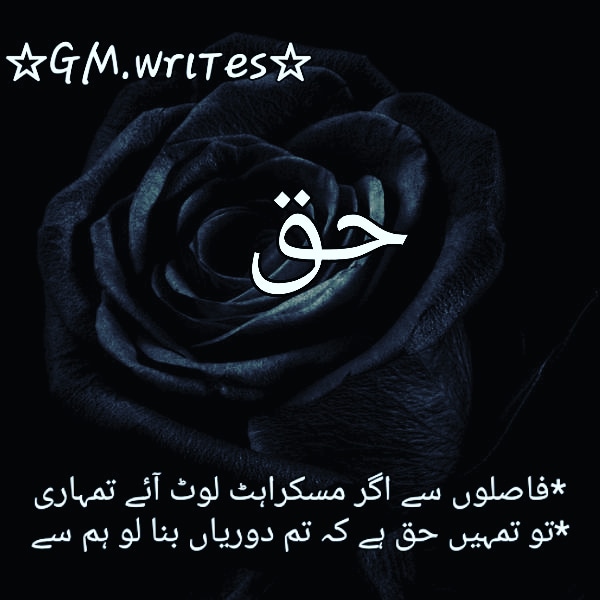 ☆GM.writes☆
حق
*فاصلوں سے اگر مسکراہٹ لوٹ آئے تمہاری
*تو تمہیں حق ہے کہ تم دوریاں بنا لو ہم سے